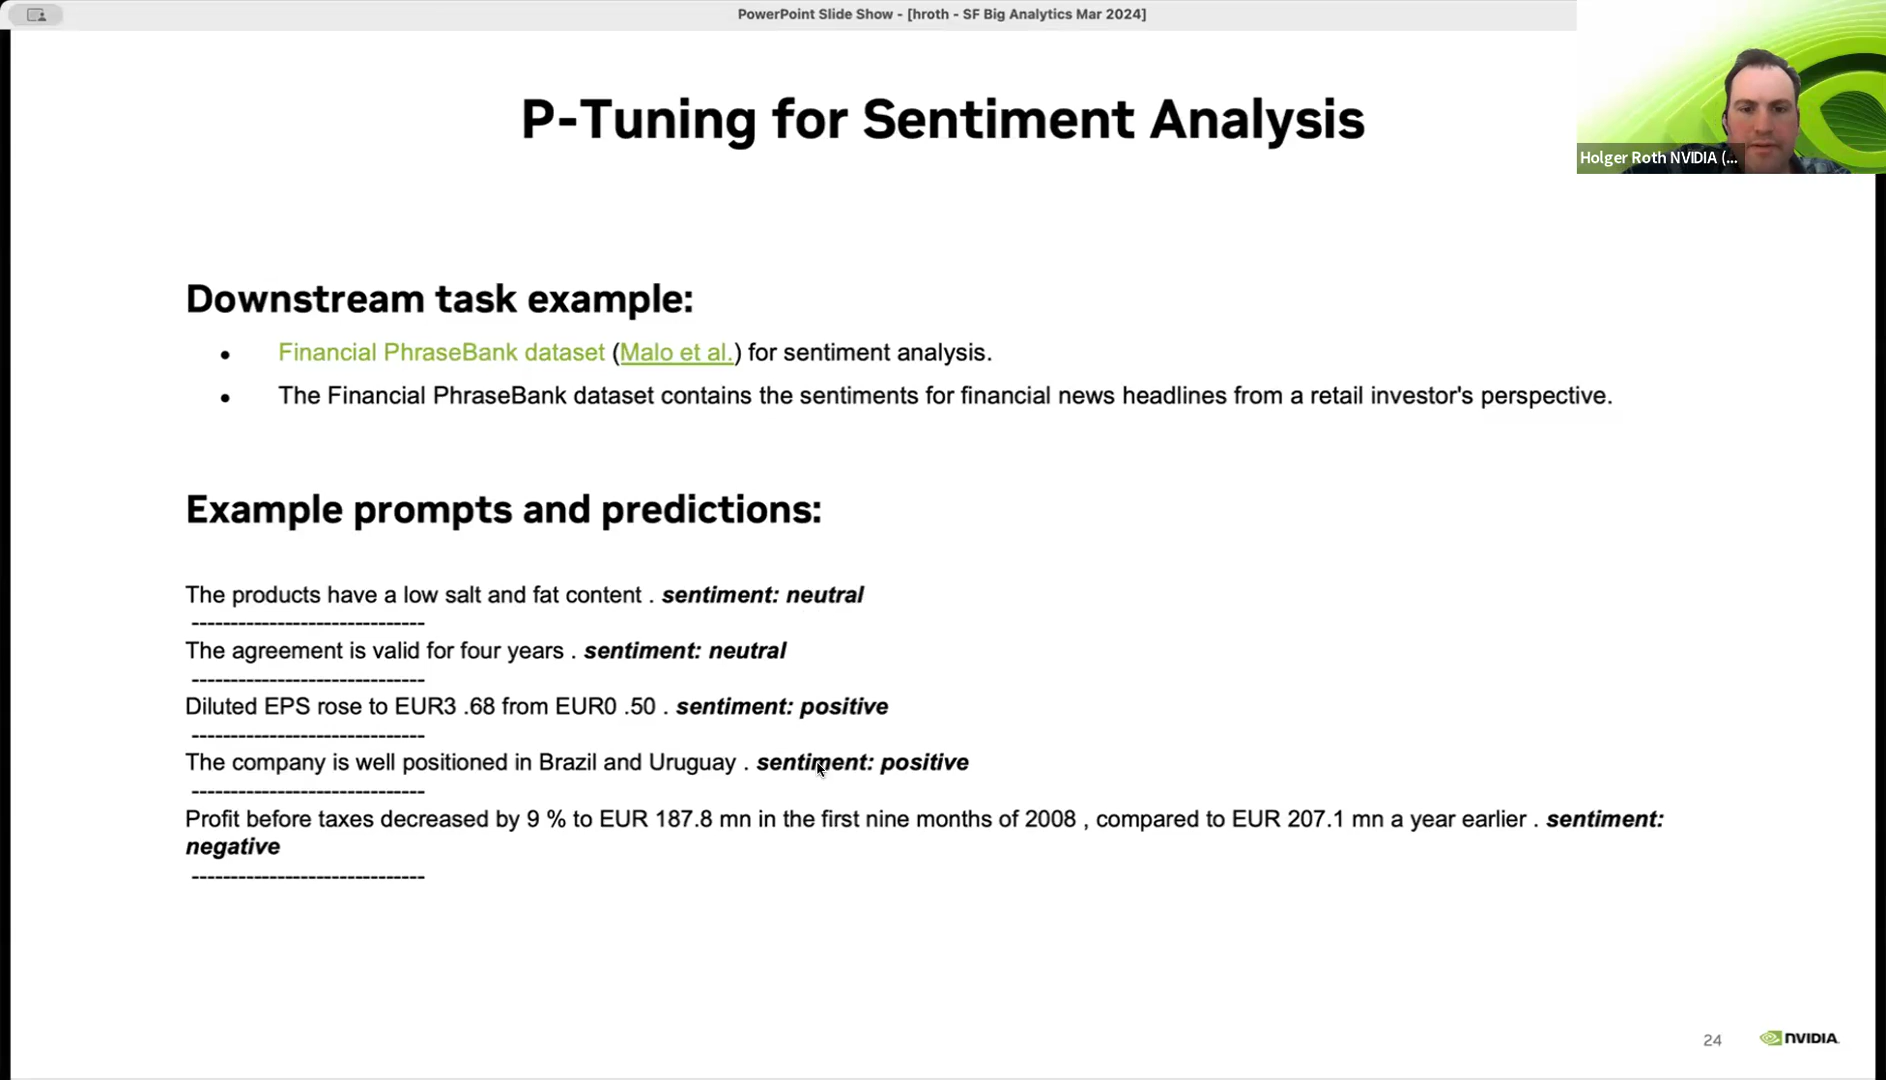 PowerPoint Slide Show - [hroth - SF Big Analytics Mar 2024]
P-Tuning for Sentiment Analysis
Holger Roth NVIDIA (...
Downstream task example:
• Financial PhraseBank dataset (Malo et al.) for sentiment analysis.
• The Financial PhraseBank dataset contains the sentiments for financial news headlines from a retail investor's perspective.
Example prompts and predictions:
The products have a low salt and fat content . sentiment: neutral
------------------------------
The agreement is valid for four years . sentiment: neutral
------------------------------
Diluted EPS rose to EUR3 .68 from EUR0 .50 . sentiment: positive
------------------------------
The company is well positioned in Brazil and Uruguay . sentiment: positive
------------------------------
Profit before taxes decreased by 9 % to EUR 187.8 mn in the first nine months of 2008 , compared to EUR 207.1 mn a year earlier . sentiment:
negative
------------------------------
24
NVIDIA.